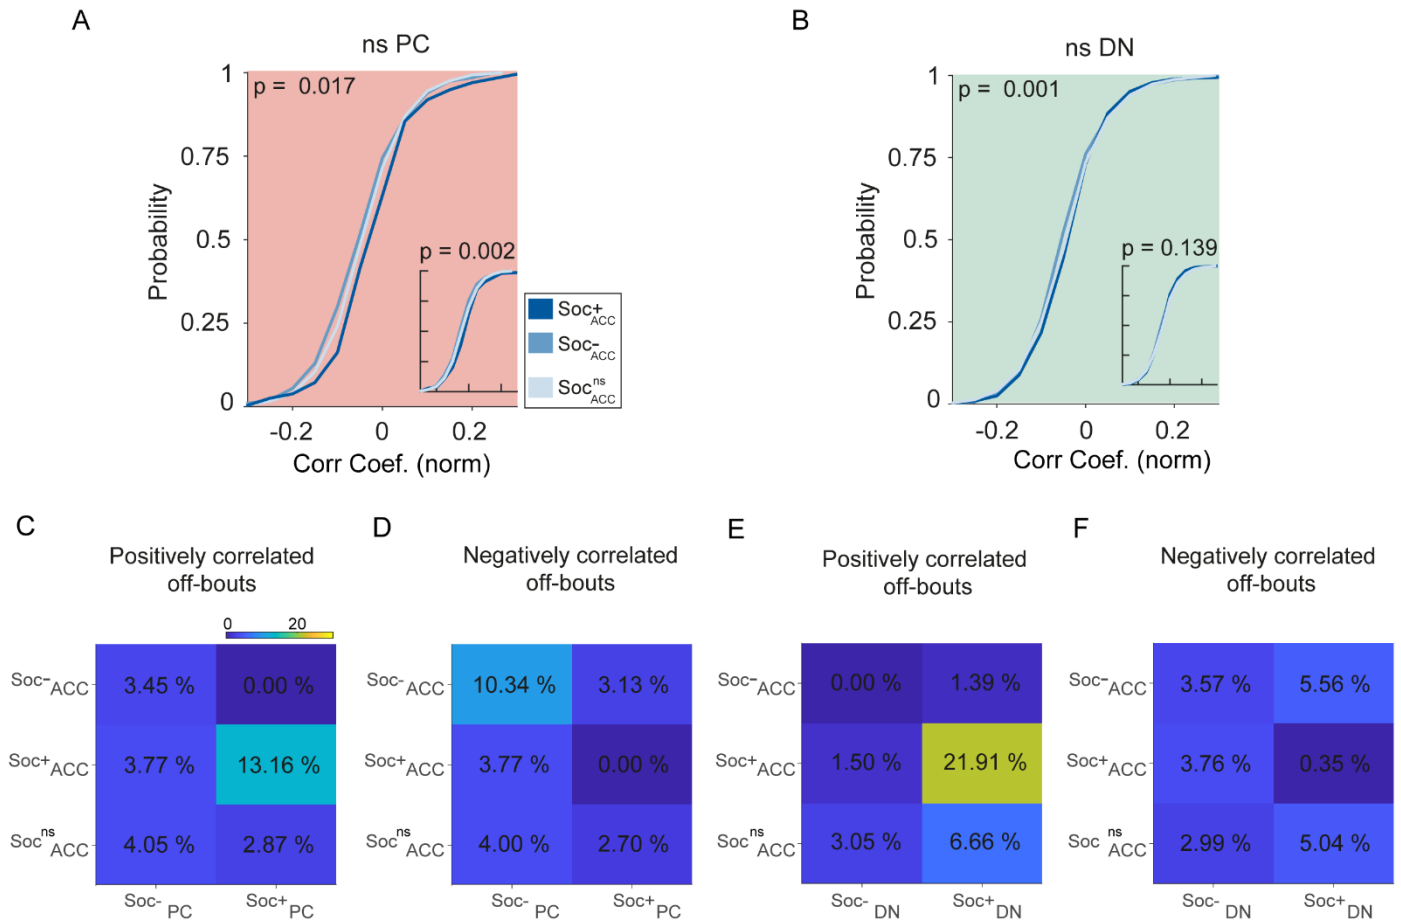 A
ns PC
p = 0.017
1
0.75
0.5
0.25
0
Probability
-0.2 0 0.2
Corr Coef. (norm)
p = 0.002
Soc+ACC
Soc-ACC
SocnsACC
B
ns DN
p = 0.001
1
0.75
0.5
0.25
0
Probability
-0.2 0 0.2
Corr Coef. (norm)
p = 0.139
C
Positively correlated
off-bouts
0 20
Soc-ACC 3.45 % 0.00 %
Soc+ACC 3.77 % 13.16 %
SocnsACC 4.05 % 2.87 %
Soc-PC Soc+PC
D
Negatively correlated
off-bouts
Soc-ACC 10.34 % 3.13 %
Soc+ACC 3.77 % 0.00 %
SocnsACC 4.00 % 2.70 %
Soc-PC Soc+PC
E
Positively correlated
off-bouts
Soc-ACC 0.00 % 1.39 %
Soc+ACC 1.50 % 21.91 %
SocnsACC 3.05 % 6.66 %
Soc-DN Soc+DN
F
Negatively correlated
off-bouts
Soc-ACC 3.57 % 5.56 %
Soc+ACC 3.76 % 0.35 %
SocnsACC 2.99 % 5.04 %
Soc-DN Soc+DN